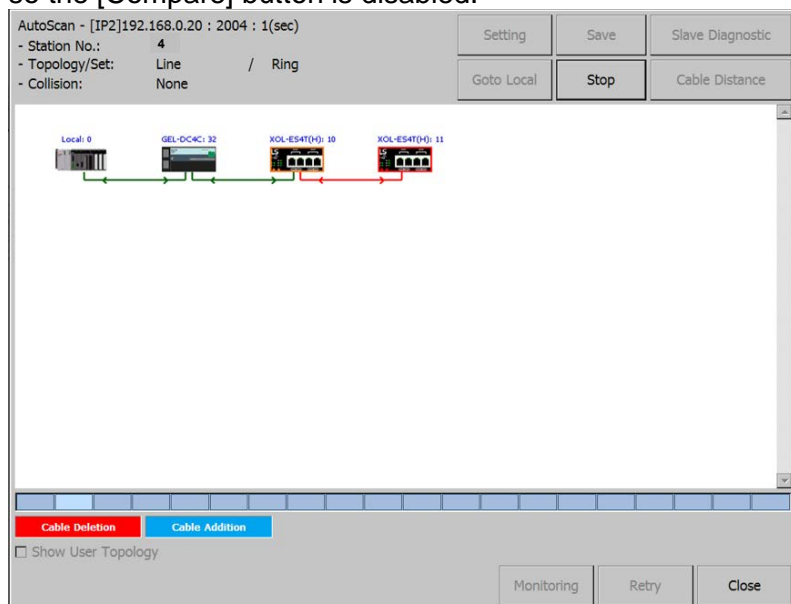 so the [Compare] button is disabled.
AutoScan - [IP2]192.168.0.20 : 2004 : 1(sec)
- Station No.: 4
- Topology/Set: Line / Ring
- Collision: None
Setting Save Slave Diagnostic
Goto Local Stop Cable Distance
Local: 0 GEL-DC4C: 32 XOL-ES4T(H): 10 XOL-ES4T(H): 11
Cable Deletion Cable Addition
Show User Topology
Monitoring Retry Close